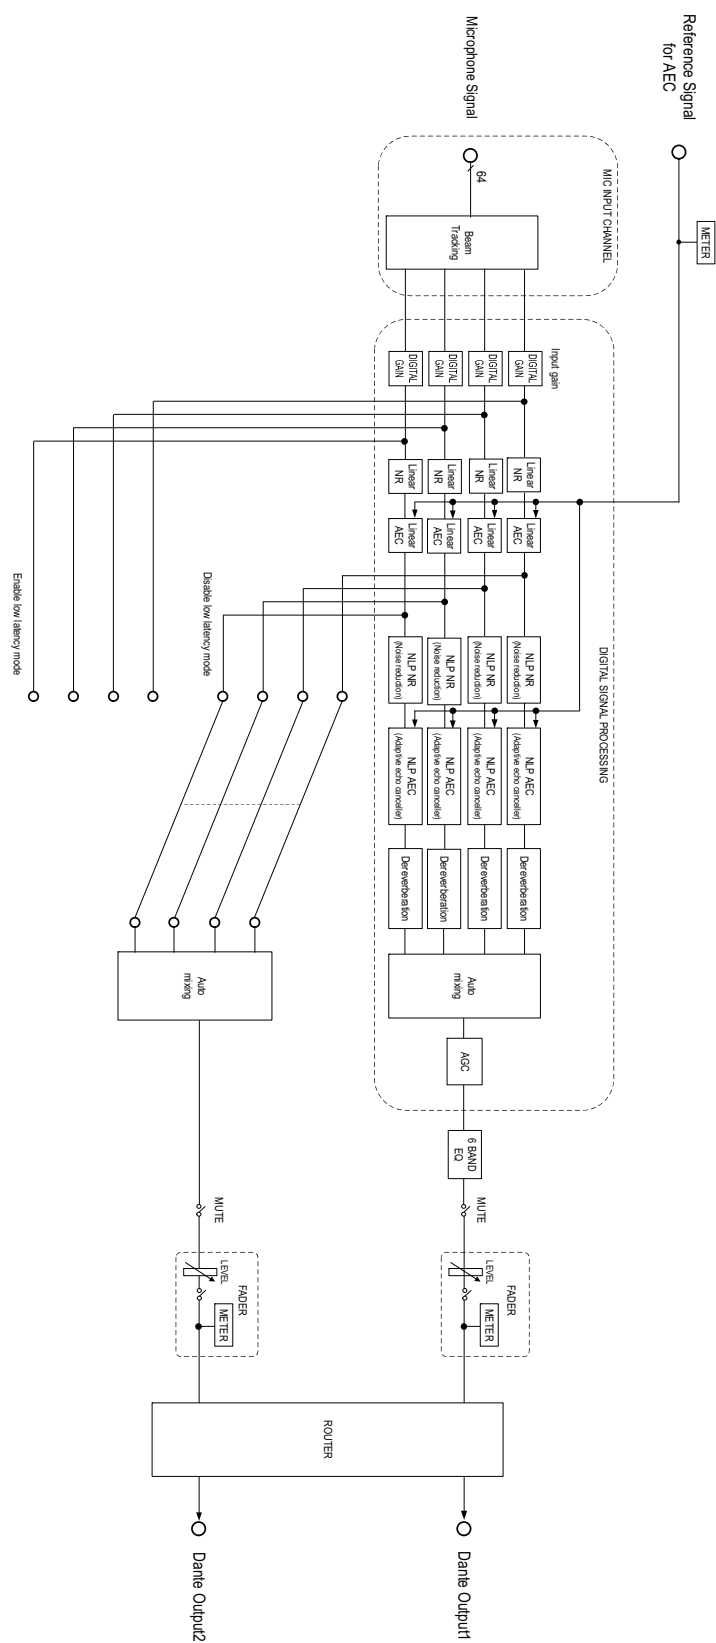 Reference Signal
for AEC
METER
Microphone Signal
MIC INPUT CHANNEL
64
Beam
Tracking
DIGITAL SIGNAL PROCESSING
Input gain
DIGITAL
GAIN
DIGITAL
GAIN
DIGITAL
GAIN
DIGITAL
GAIN
Linear
NR
Linear
NR
Linear
NR
Linear
NR
Linear
AEC
Linear
AEC
Linear
AEC
Linear
AEC
NLP NR
(Noise reduction)
NLP NR
(Noise reduction)
NLP NR
(Noise reduction)
NLP NR
(Noise reduction)
NLP AEC
(Adaptive echo canceller)
NLP AEC
(Adaptive echo canceller)
NLP AEC
(Adaptive echo canceller)
NLP AEC
(Adaptive echo canceller)
Dereverberation
Dereverberation
Dereverberation
Dereverberation
Auto
mixing
AGC
6 BAND
EQ
MUTE
FADER
LEVEL
METER
Disable low latency mode
Enable low latency mode
Auto
mixing
MUTE
FADER
LEVEL
METER
ROUTER
Dante Output1
Dante Output2